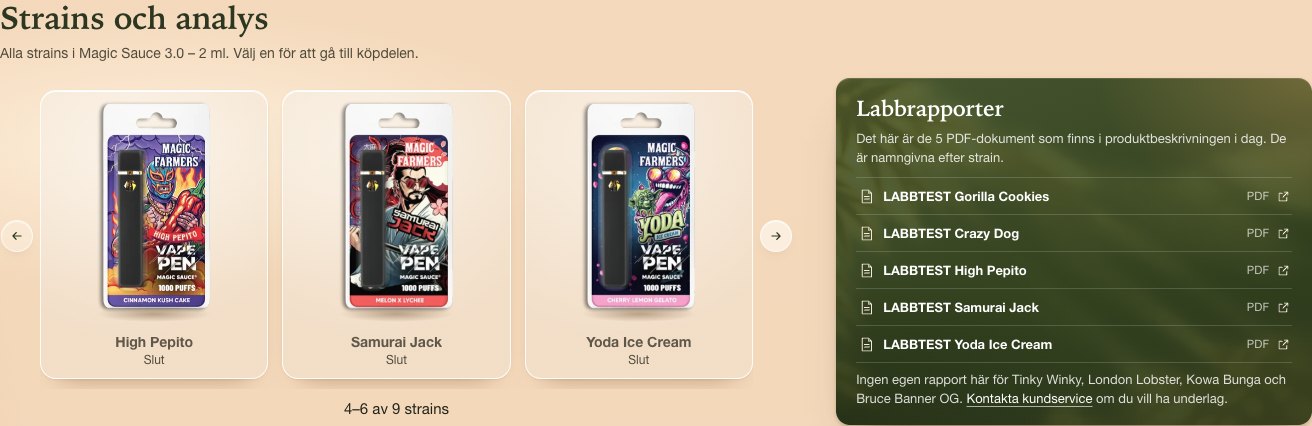 Strains och analys
Alla strains i Magic Sauce 3.0 – 2 ml. Välj en för att gå till köpdelen.
MAGIC
FARMERS
HIGH PEPITO
VAPE
PEN
MAGIC SAUCE
1000 PUFFS
CINNAMON KUSH CAKE
High Pepito
Slut
MAGIC
FARMERS
SAMURAI
JACK
VAPE
PEN
MAGIC SAUCE
1000 PUFFS
MELON X LYCHEE
Samurai Jack
Slut
MAGIC
FARMERS
YODA
ICE CREAM
VAPE
PEN
MAGIC SAUCE
1000 PUFFS
CHERRY LEMON GELATO
Yoda Ice Cream
Slut
4–6 av 9 strains
Labbrapporter
Det här är de 5 PDF-dokument som finns i produktbeskrivningen i dag. De
är namngivna efter strain.
LABBTEST Gorilla Cookies PDF
LABBTEST Crazy Dog PDF
LABBTEST High Pepito PDF
LABBTEST Samurai Jack PDF
LABBTEST Yoda Ice Cream PDF
Ingen egen rapport här för Tinky Winky, London Lobster, Kowa Bunga och
Bruce Banner OG. Kontakta kundservice om du vill ha underlag.